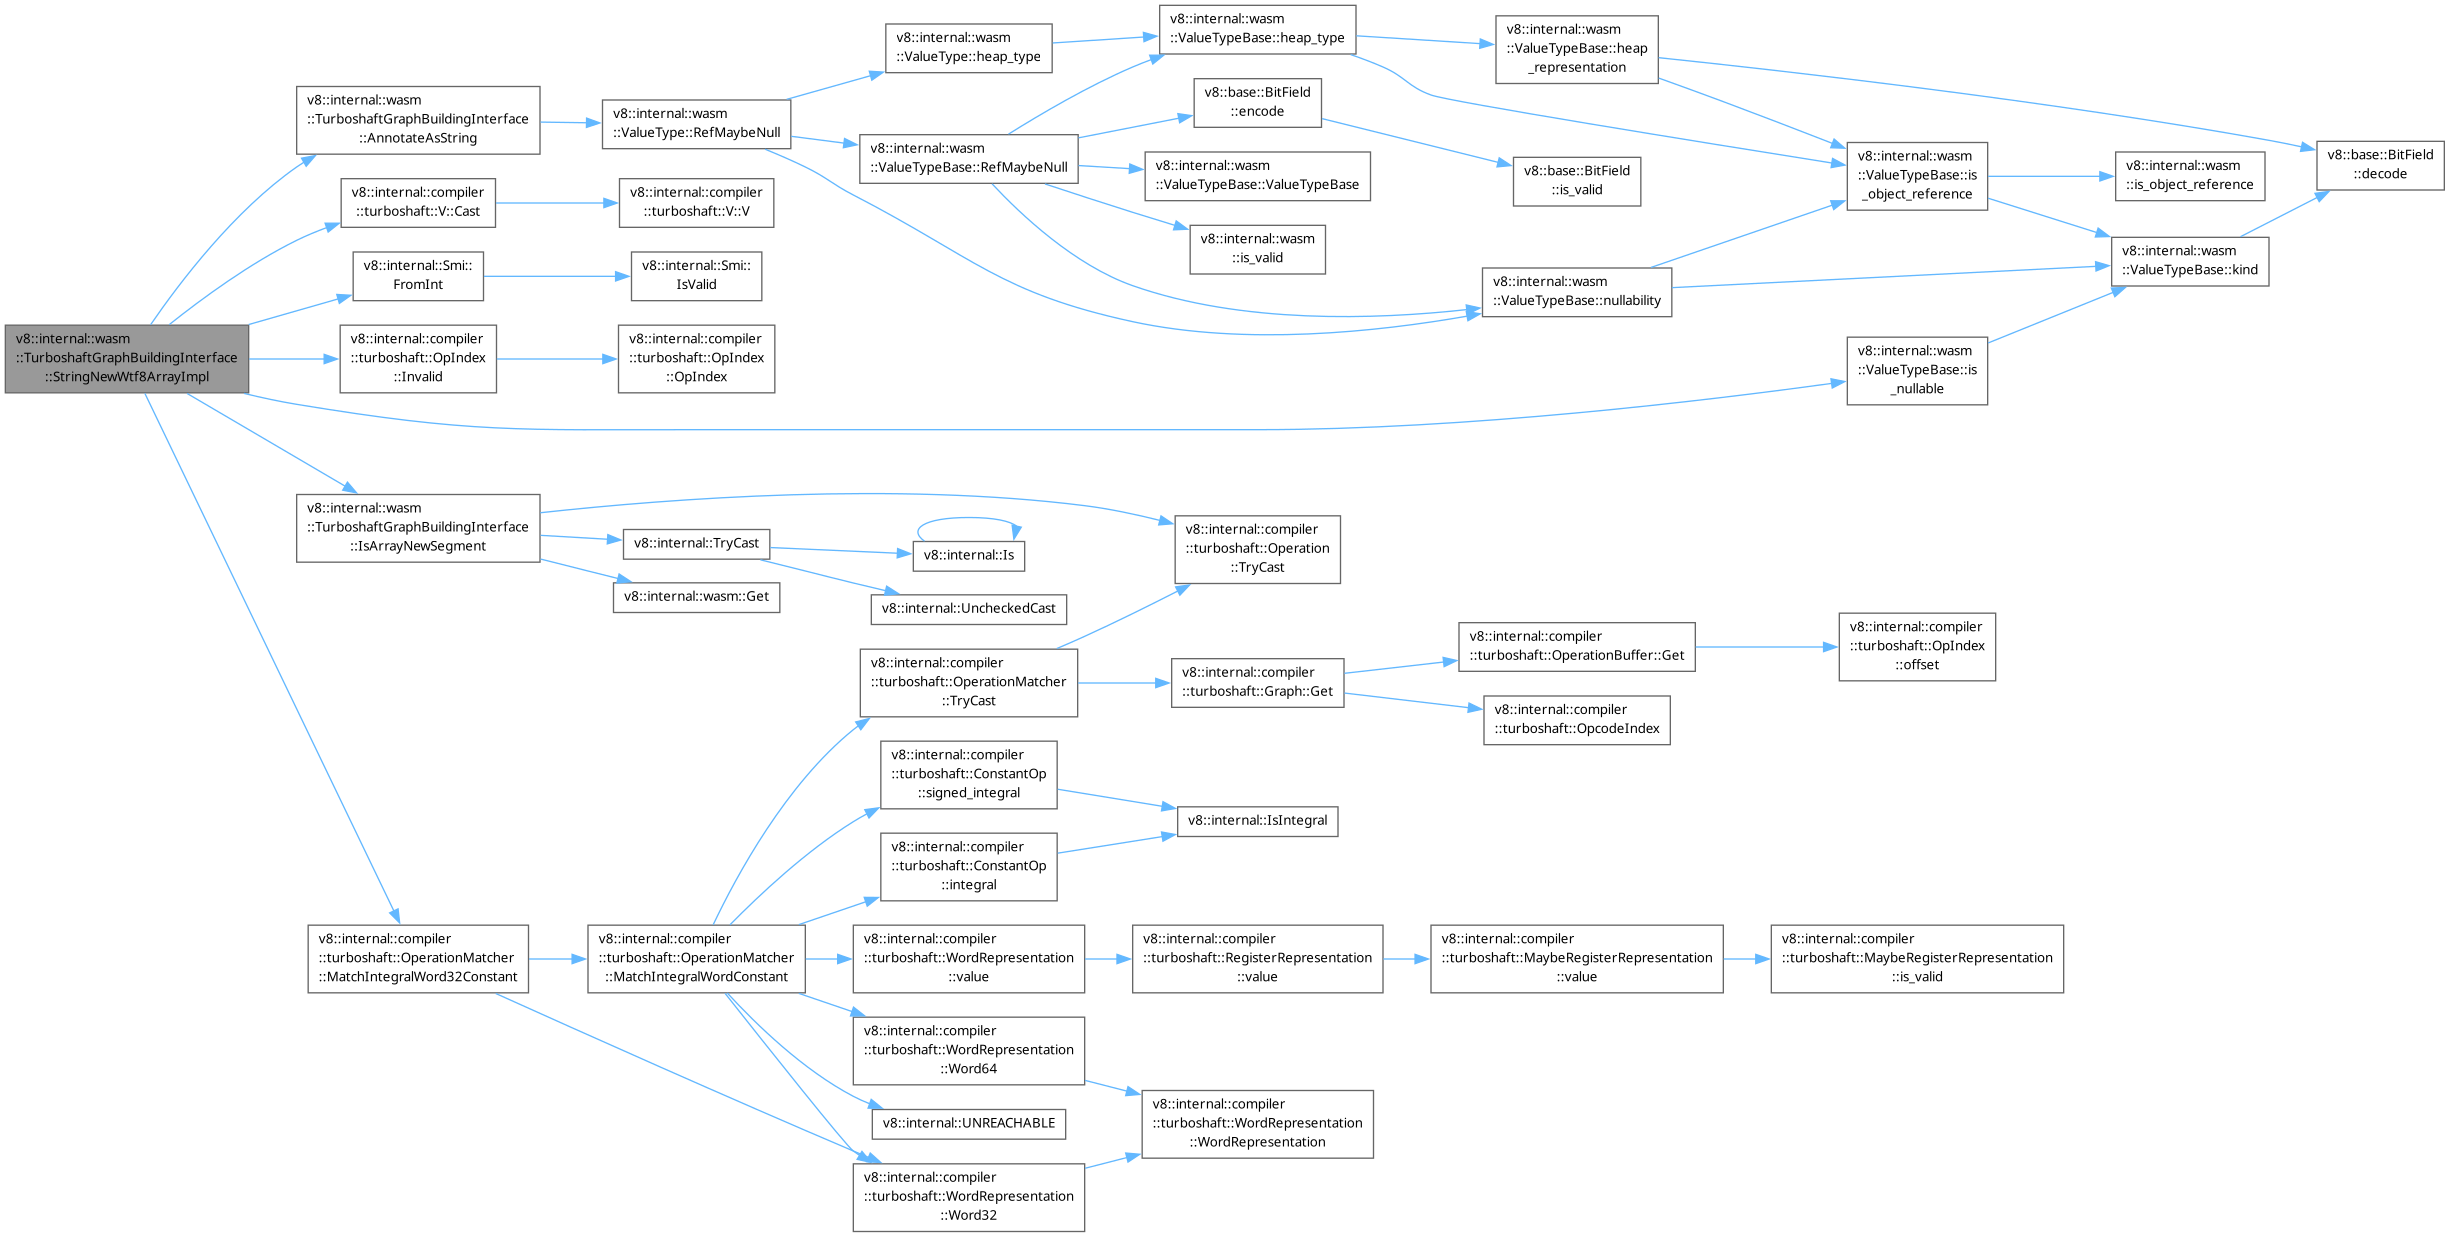 v8::internal::wasm
::TurboshaftGraphBuildingInterface
::StringNewWtf8ArrayImpl
v8::internal::wasm
::TurboshaftGraphBuildingInterface
::AnnotateAsString
v8::internal::wasm
::ValueType::RefMaybeNull
v8::internal::wasm
::ValueType::heap_type
v8::internal::wasm
::ValueTypeBase::heap_type
v8::internal::wasm
::ValueTypeBase::heap
_representation
v8::internal::wasm
::ValueTypeBase::is
_object_reference
v8::internal::wasm
::is_object_reference
v8::internal::wasm
::ValueTypeBase::kind
v8::base::BitField
::decode
v8::internal::wasm
::ValueTypeBase::RefMaybeNull
v8::base::BitField
::encode
v8::base::BitField
::is_valid
v8::internal::wasm
::ValueTypeBase::ValueTypeBase
v8::internal::wasm
::is_valid
v8::internal::wasm
::ValueTypeBase::nullability
v8::internal::compiler
::turboshaft::V::Cast
v8::internal::compiler
::turboshaft::V::V
v8::internal::Smi::
FromInt
v8::internal::Smi::
IsValid
v8::internal::compiler
::turboshaft::OpIndex
::Invalid
v8::internal::compiler
::turboshaft::OpIndex
::OpIndex
v8::internal::wasm
::ValueTypeBase::is
_nullable
v8::internal::wasm
::TurboshaftGraphBuildingInterface
::IsArrayNewSegment
v8::internal::TryCast
v8::internal::Is
v8::internal::UncheckedCast
v8::internal::wasm::Get
v8::internal::compiler
::turboshaft::Operation
::TryCast
v8::internal::compiler
::turboshaft::OperationMatcher
::MatchIntegralWord32Constant
v8::internal::compiler
::turboshaft::OperationMatcher
::MatchIntegralWordConstant
v8::internal::compiler
::turboshaft::OperationMatcher
::TryCast
v8::internal::compiler
::turboshaft::Graph::Get
v8::internal::compiler
::turboshaft::OperationBuffer::Get
v8::internal::compiler
::turboshaft::OpIndex
::offset
v8::internal::compiler
::turboshaft::OpcodeIndex
v8::internal::compiler
::turboshaft::ConstantOp
::signed_integral
v8::internal::IsIntegral
v8::internal::compiler
::turboshaft::ConstantOp
::integral
v8::internal::compiler
::turboshaft::WordRepresentation
::value
v8::internal::compiler
::turboshaft::RegisterRepresentation
::value
v8::internal::compiler
::turboshaft::MaybeRegisterRepresentation
::value
v8::internal::compiler
::turboshaft::MaybeRegisterRepresentation
::is_valid
v8::internal::compiler
::turboshaft::WordRepresentation
::Word64
v8::internal::UNREACHABLE
v8::internal::compiler
::turboshaft::WordRepresentation
::WordRepresentation
v8::internal::compiler
::turboshaft::WordRepresentation
::Word32